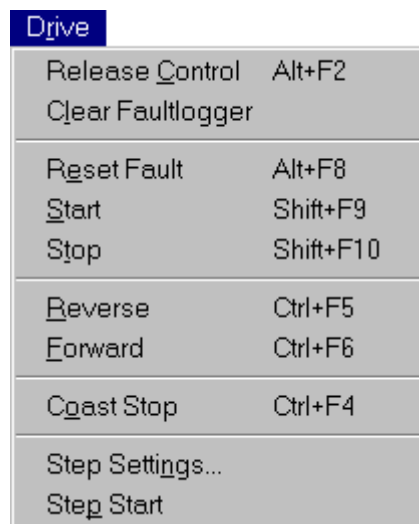 Drive
Release Control Alt+F2
Clear Faultlogger
Reset Fault Alt+F8
Start Shift+F9
Stop Shift+F10
Reverse Ctrl+F5
Forward Ctrl+F6
Coast Stop Ctrl+F4
Step Settings...
Step Start